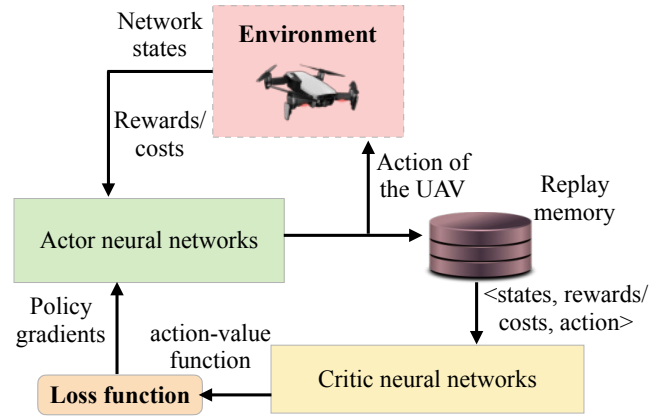 Network
states
Environment
Rewards/
costs
Action of
the UAV
Replay
memory
Actor neural networks
Policy
gradients
<states, rewards/
costs, action>
action-value
function
Loss function
Critic neural networks